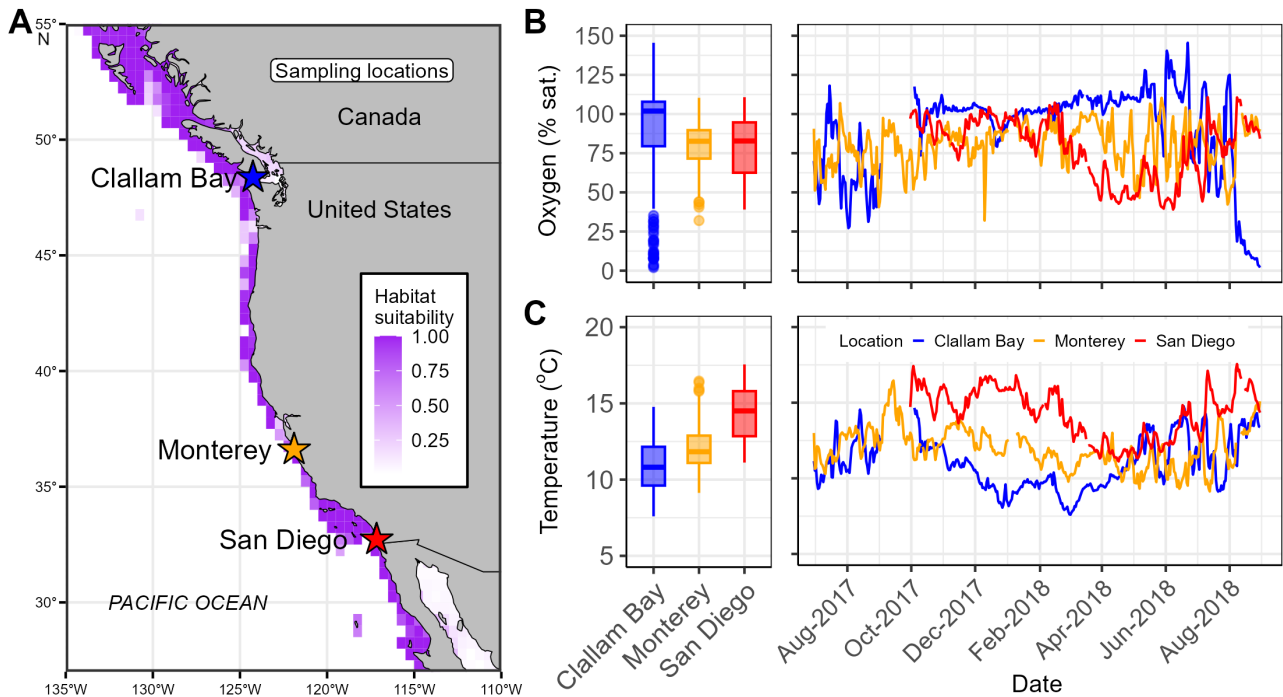 A
55°
N
Sampling locations
Canada
50°
Clallam Bay
United States
45°
Habitat
suitability
1.00
0.75
0.50
0.25
40°
Monterey
35°
San Diego
30°
PACIFIC OCEAN
135°W 130°W 125°W 120°W 115°W 110°W
B
Oxygen (% sat.)
150
125
100
75
50
25
0
C
Temperature (°C)
20
15
10
5
Location Clallam Bay Monterey San Diego
Clallam Bay
Monterey
San Diego
Aug-2017
Oct-2017
Dec-2017
Feb-2018
Apr-2018
Jun-2018
Aug-2018
Date